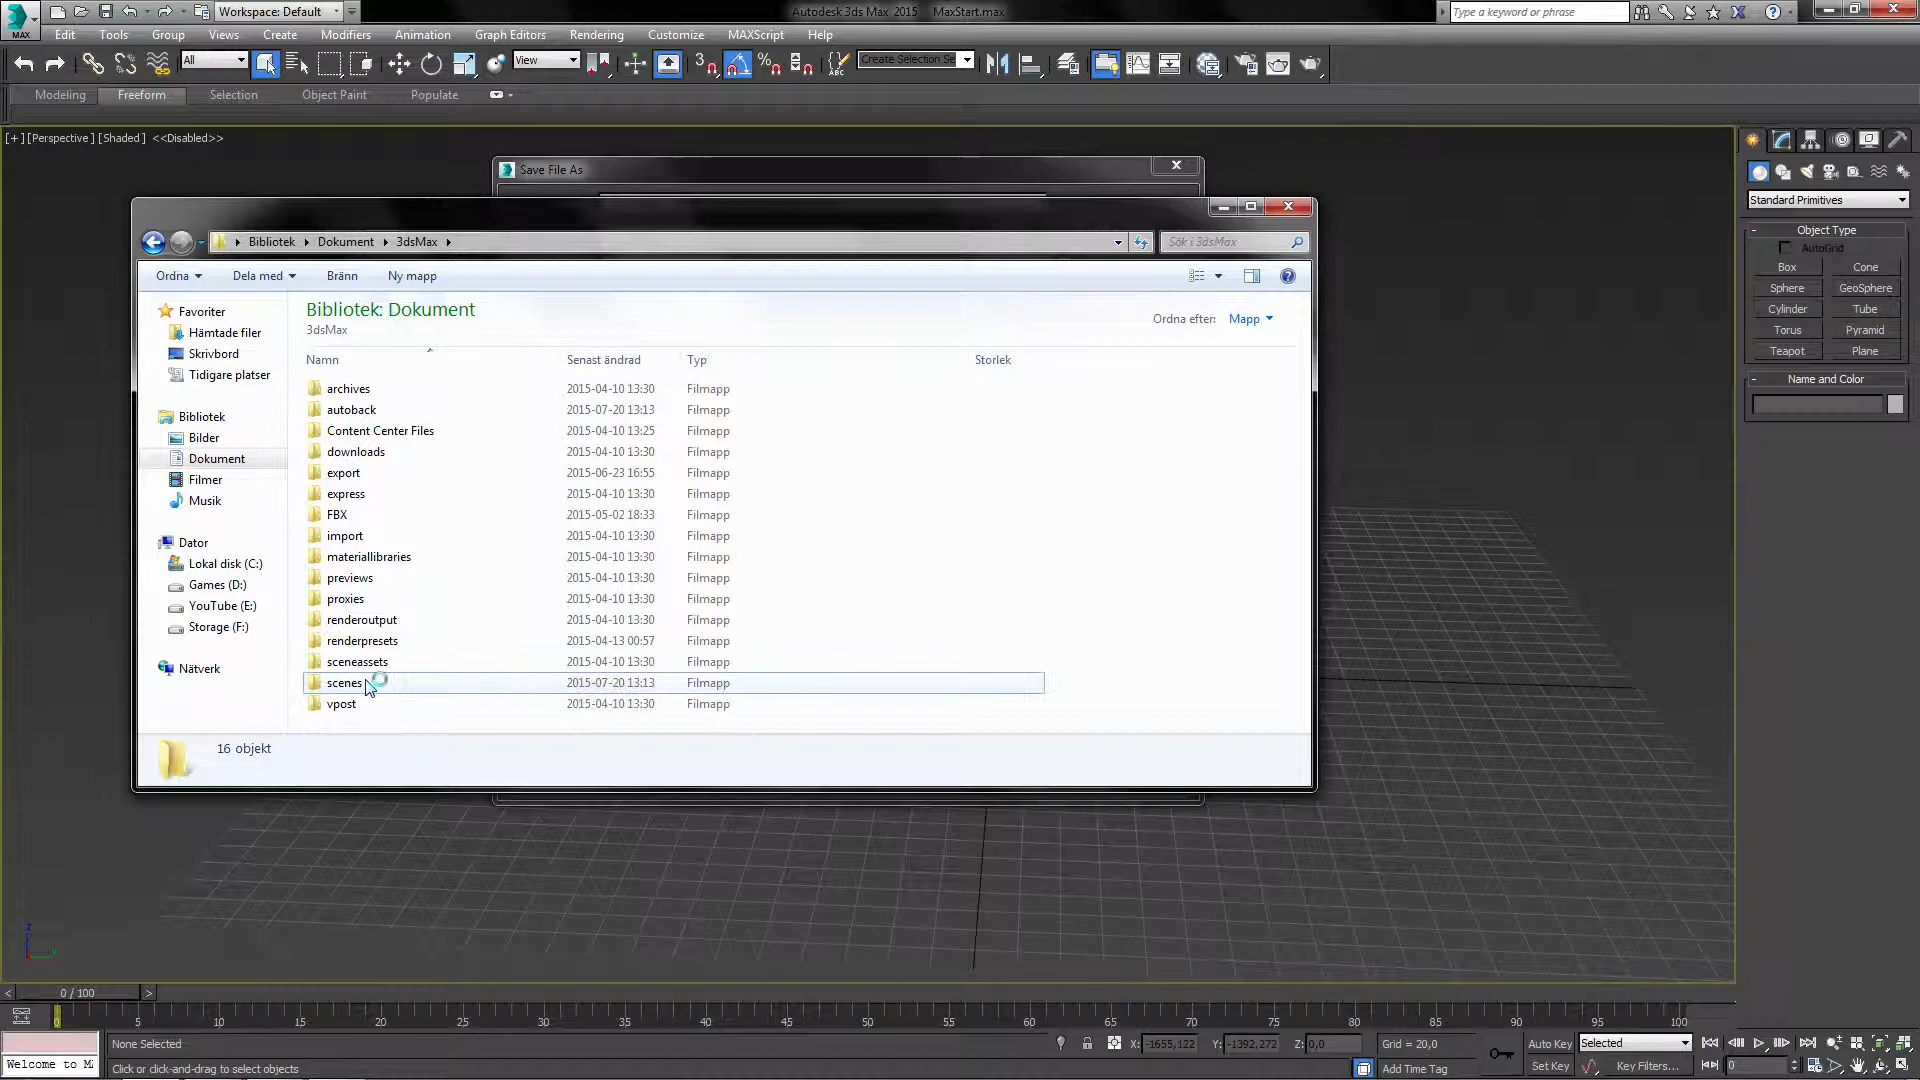 Workspace: Default
Autodesk 3ds Max 2015 MaxStart.max
Type a keyword or phrase
MAX
Edit Tools Group Views Create Modifiers Animation Graph Editors Rendering Customize MAXScript Help
All
View
3
ABC
Create Selection Se
Modeling Freeform Selection Object Paint Populate
[+] [Perspective] [Shaded] <<Disabled>>
Save File As
Bibliotek Dokument 3dsMax
Sök i 3dsMax
Ordna Dela med Bränn Ny mapp
Favoriter
Hämtade filer
Skrivbord
Tidigare platser
Bibliotek
Bilder
Dokument
Filmer
Musik
Dator
Lokal disk (C:)
Games (D:)
YouTube (E:)
Storage (F:)
Nätverk
Bibliotek: Dokument
3dsMax
Ordna efter: Mapp
Namn Senast ändrad Typ Storlek
archives 2015-04-10 13:30 Filmapp
autoback 2015-07-20 13:13 Filmapp
Content Center Files 2015-04-10 13:25 Filmapp
downloads 2015-04-10 13:30 Filmapp
export 2015-06-23 16:55 Filmapp
express 2015-04-10 13:30 Filmapp
FBX 2015-05-02 18:33 Filmapp
import 2015-04-10 13:30 Filmapp
materiallibraries 2015-04-10 13:30 Filmapp
previews 2015-04-10 13:30 Filmapp
proxies 2015-04-10 13:30 Filmapp
renderoutput 2015-04-10 13:30 Filmapp
renderpresets 2015-04-13 00:57 Filmapp
sceneassets 2015-04-10 13:30 Filmapp
scenes 2015-07-20 13:13 Filmapp
vpost 2015-04-10 13:30 Filmapp
16 objekt
Standard Primitives
- Object Type
AutoGrid
Box Cone
Sphere GeoSphere
Cylinder Tube
Torus Pyramid
Teapot Plane
- Name and Color
z
< 0 / 100 >
0 5 10 15 20 25 30 35 40 45 50 55 60 65 70 75 80 85 90 95 100
None Selected
X: -1655,122 Y: -1392,272 Z: 0,0 Grid = 20,0
Auto Key Selected
Welcome to M
Click or click-and-drag to select objects
Add Time Tag
Set Key Key Filters...
0